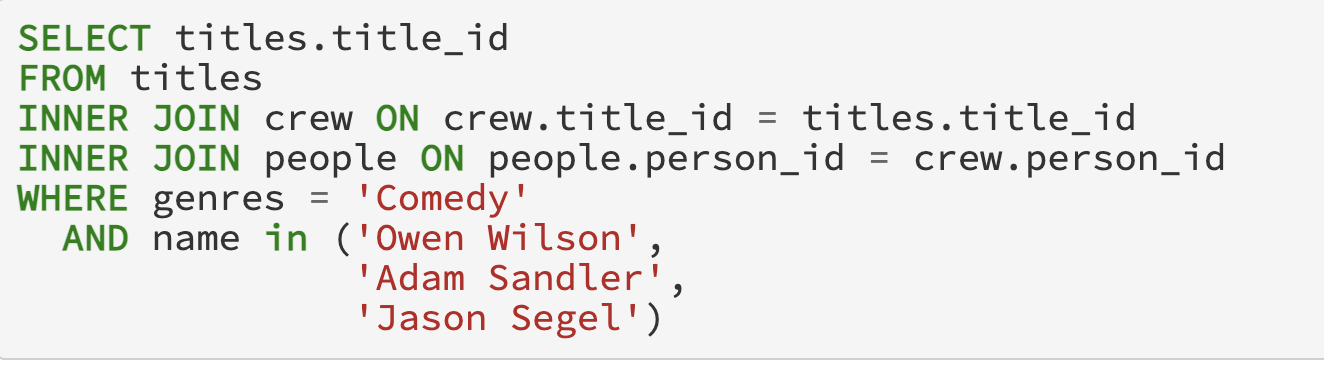 SELECT titles.title_id
FROM titles
INNER JOIN crew ON crew.title_id = titles.title_id
INNER JOIN people ON people.person_id = crew.person_id
WHERE genres = 'Comedy'
  AND name in ('Owen Wilson',
               'Adam Sandler',
               'Jason Segel')